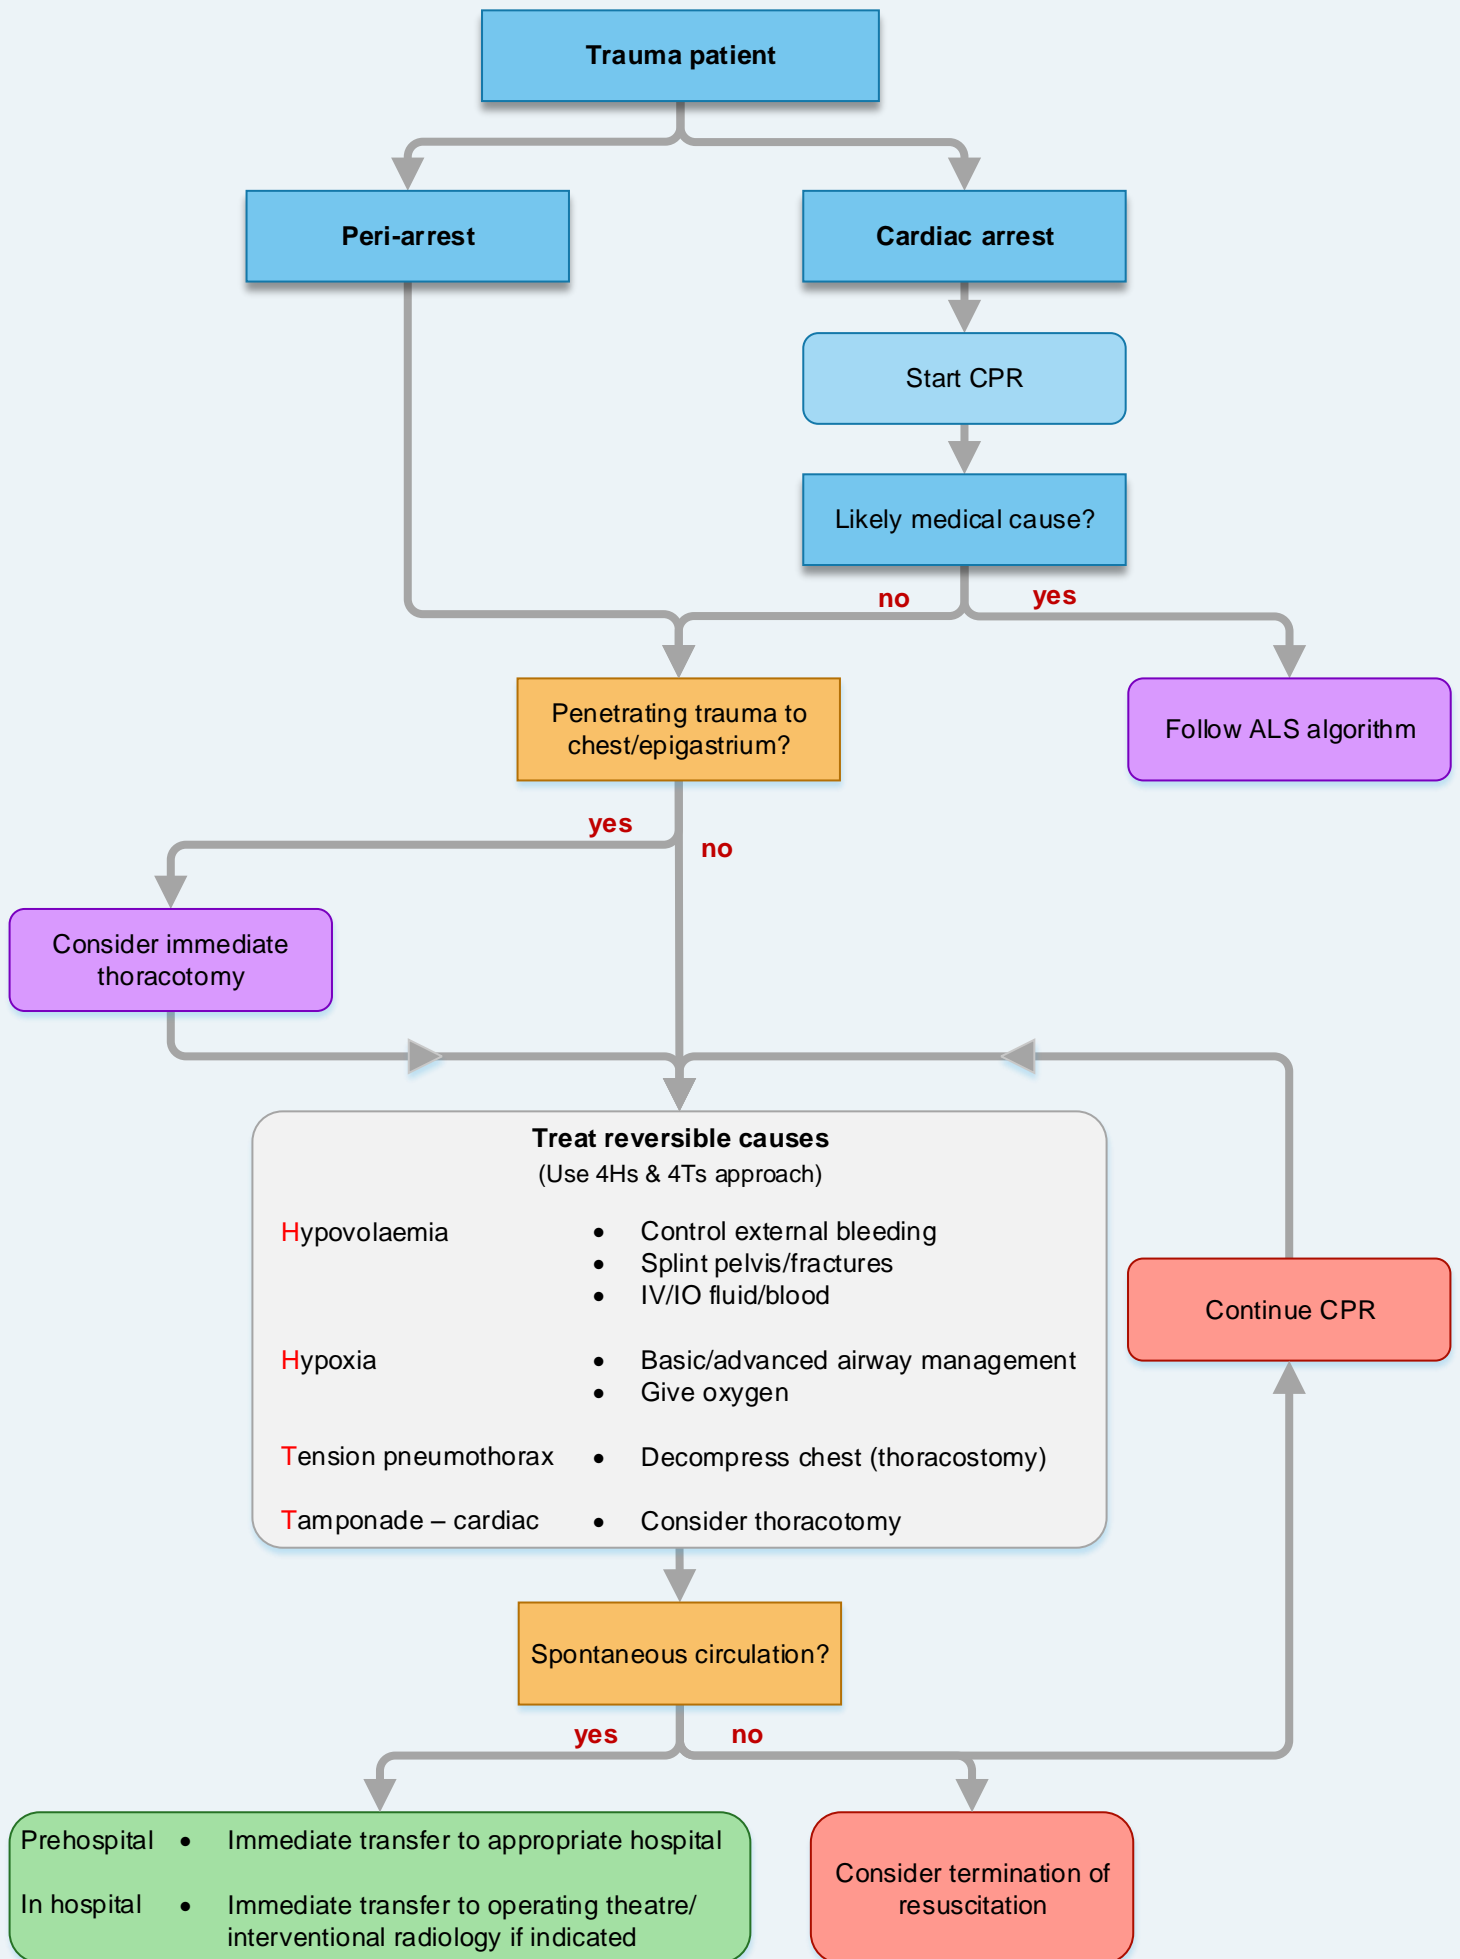 Trauma patient
Peri-arrest
Cardiac arrest
Start CPR
Likely medical cause?
no
yes
Penetrating trauma to
chest/epigastrium?
Follow ALS algorithm
yes
no
Consider immediate
thoracotomy
Treat reversible causes
(Use 4Hs & 4Ts approach)
Hypovolaemia • Control external bleeding
• Splint pelvis/fractures
• IV/IO fluid/blood
Hypoxia • Basic/advanced airway management
• Give oxygen
Tension pneumothorax • Decompress chest (thoracostomy)
Tamponade – cardiac • Consider thoracotomy
Continue CPR
Spontaneous circulation?
yes
no
Prehospital • Immediate transfer to appropriate hospital
In hospital • Immediate transfer to operating theatre/
interventional radiology if indicated
Consider termination of
resuscitation